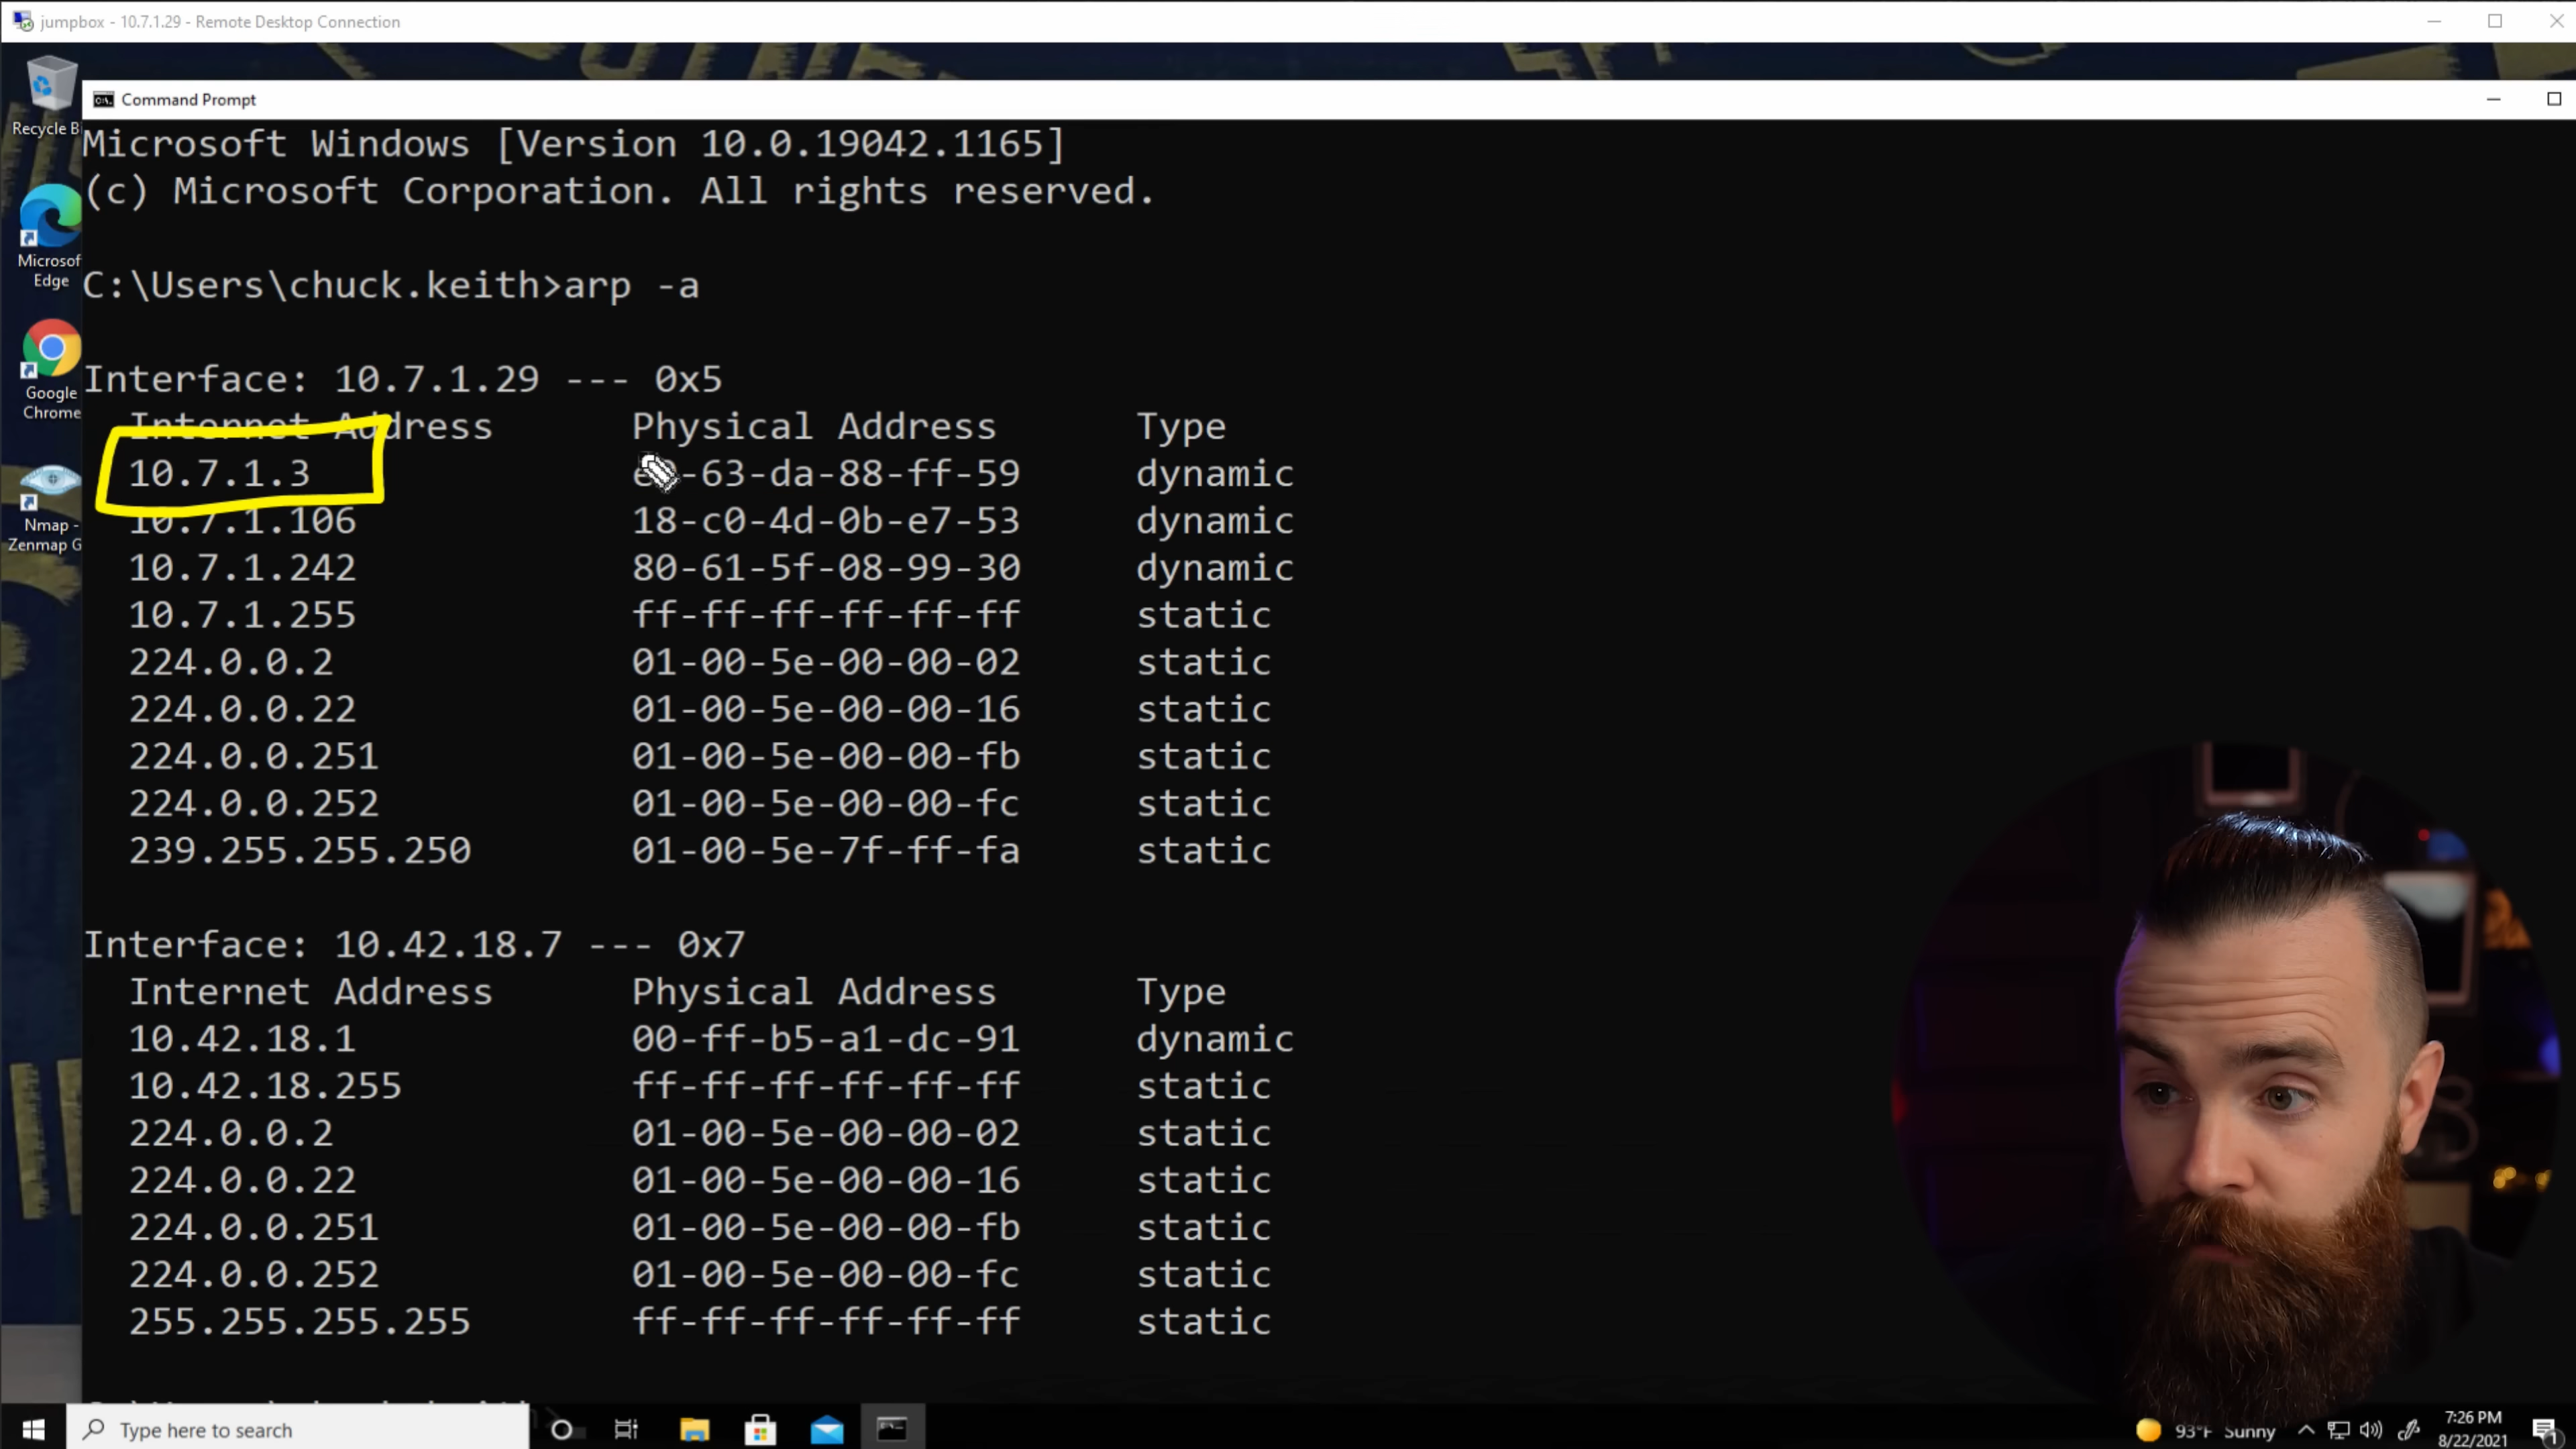 jumpbox - 10.7.1.29 - Remote Desktop Connection
Command Prompt
Recycle B
Microsof
Edge
Google
Chrome
Nmap -
Zenmap G
Microsoft Windows [Version 10.0.19042.1165]
(c) Microsoft Corporation. All rights reserved.
C:\Users\chuck.keith>arp -a
Interface: 10.7.1.29 --- 0x5
Internet Address Physical Address Type
10.7.1.3 -63-da-88-ff-59 dynamic
10.7.1.106 18-c0-4d-0b-e7-53 dynamic
10.7.1.242 80-61-5f-08-99-30 dynamic
10.7.1.255 ff-ff-ff-ff-ff-ff static
224.0.0.2 01-00-5e-00-00-02 static
224.0.0.22 01-00-5e-00-00-16 static
224.0.0.251 01-00-5e-00-00-fb static
224.0.0.252 01-00-5e-00-00-fc static
239.255.255.250 01-00-5e-7f-ff-fa static
Interface: 10.42.18.7 --- 0x7
Internet Address Physical Address Type
10.42.18.1 00-ff-b5-a1-dc-91 dynamic
10.42.18.255 ff-ff-ff-ff-ff-ff static
224.0.0.2 01-00-5e-00-00-02 static
224.0.0.22 01-00-5e-00-00-16 static
224.0.0.251 01-00-5e-00-00-fb static
224.0.0.252 01-00-5e-00-00-fc static
255.255.255.255 ff-ff-ff-ff-ff-ff static
Type here to search
93°F Sunny
7:26 PM
8/22/2021
1